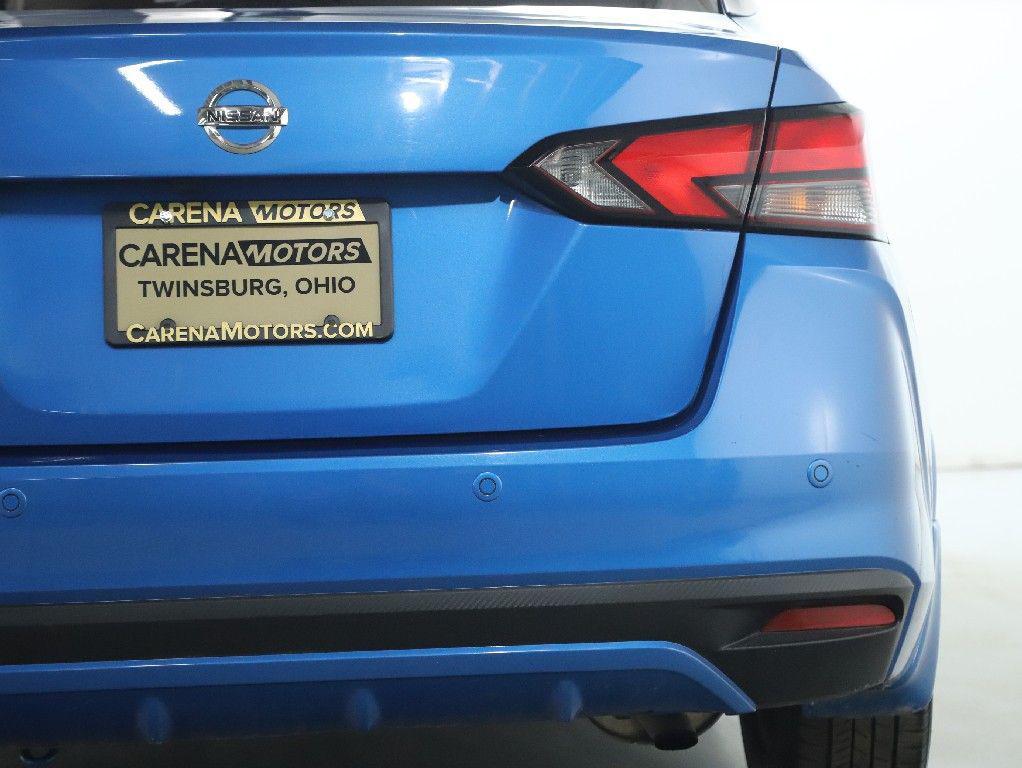 NISSAN
CARENA MOTORS
CARENA MOTORS
TWINSBURG, OHIO
CARENAMOTORS.COM